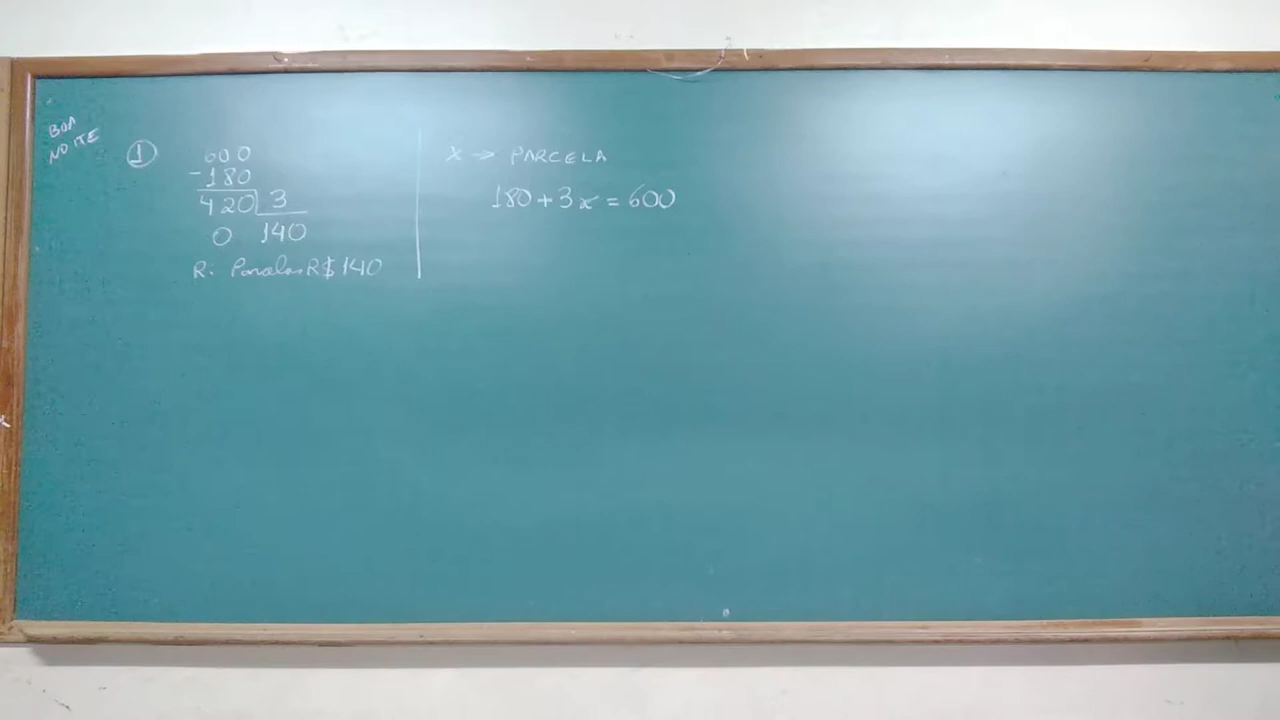 BOA
NOITE
1
600
-180
420 3
0 140
R: Parcelas R$ 140
x → PARCELA
180+3x=600